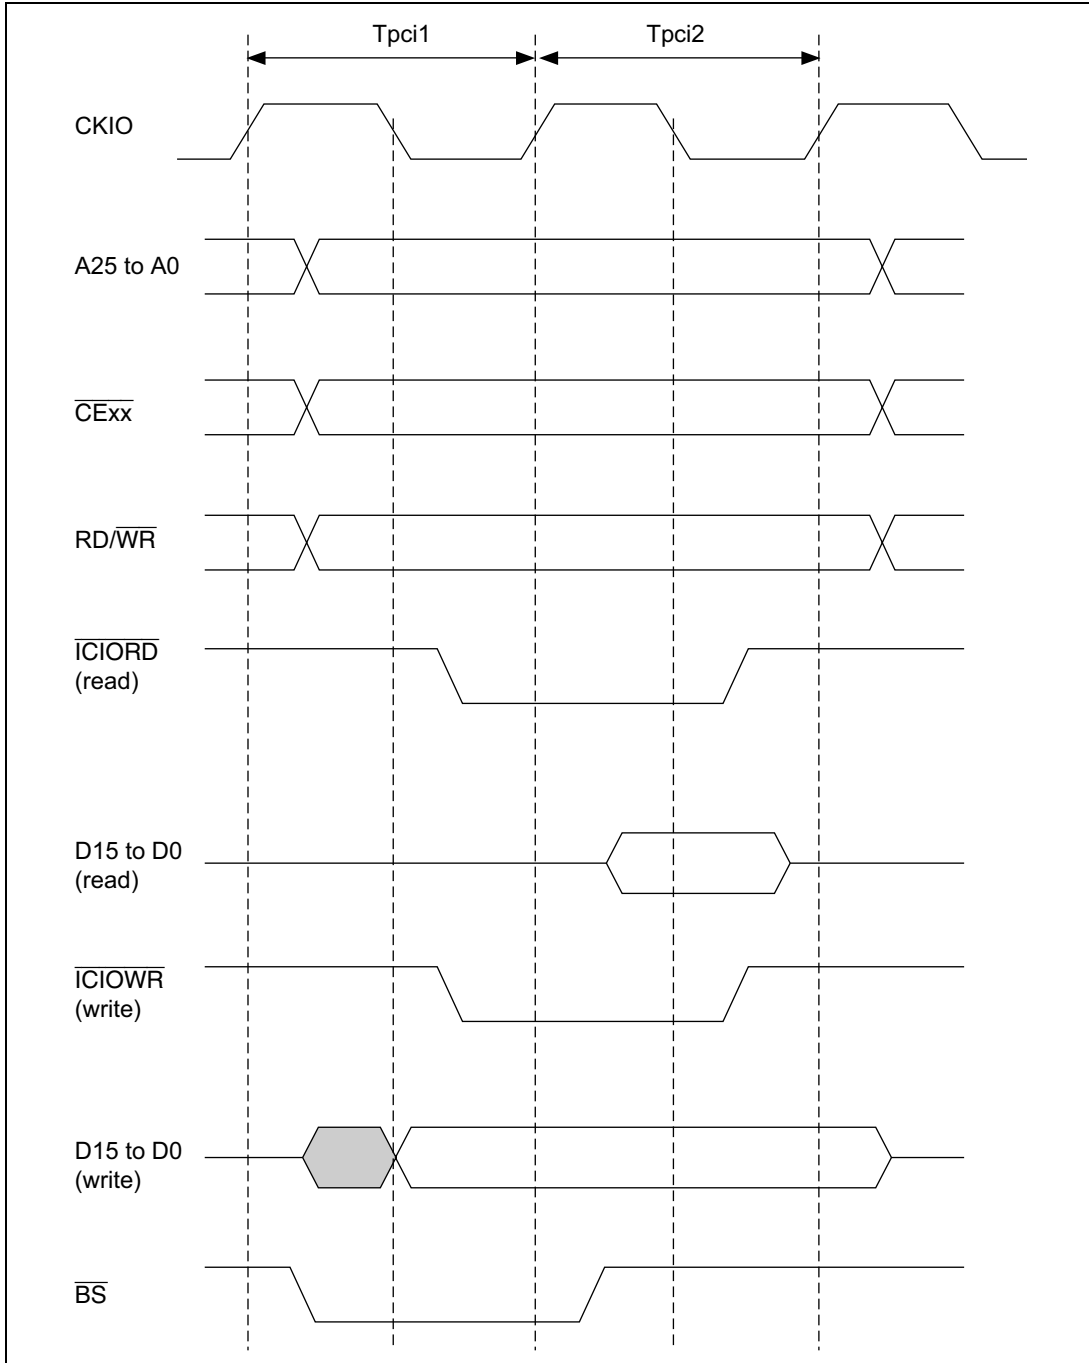 Tpci1
Tpci2
CKIO
A25 to A0
CExx
RD/WR
ICIORD
(read)
D15 to D0
(read)
ICIOWR
(write)
D15 to D0
(write)
BS